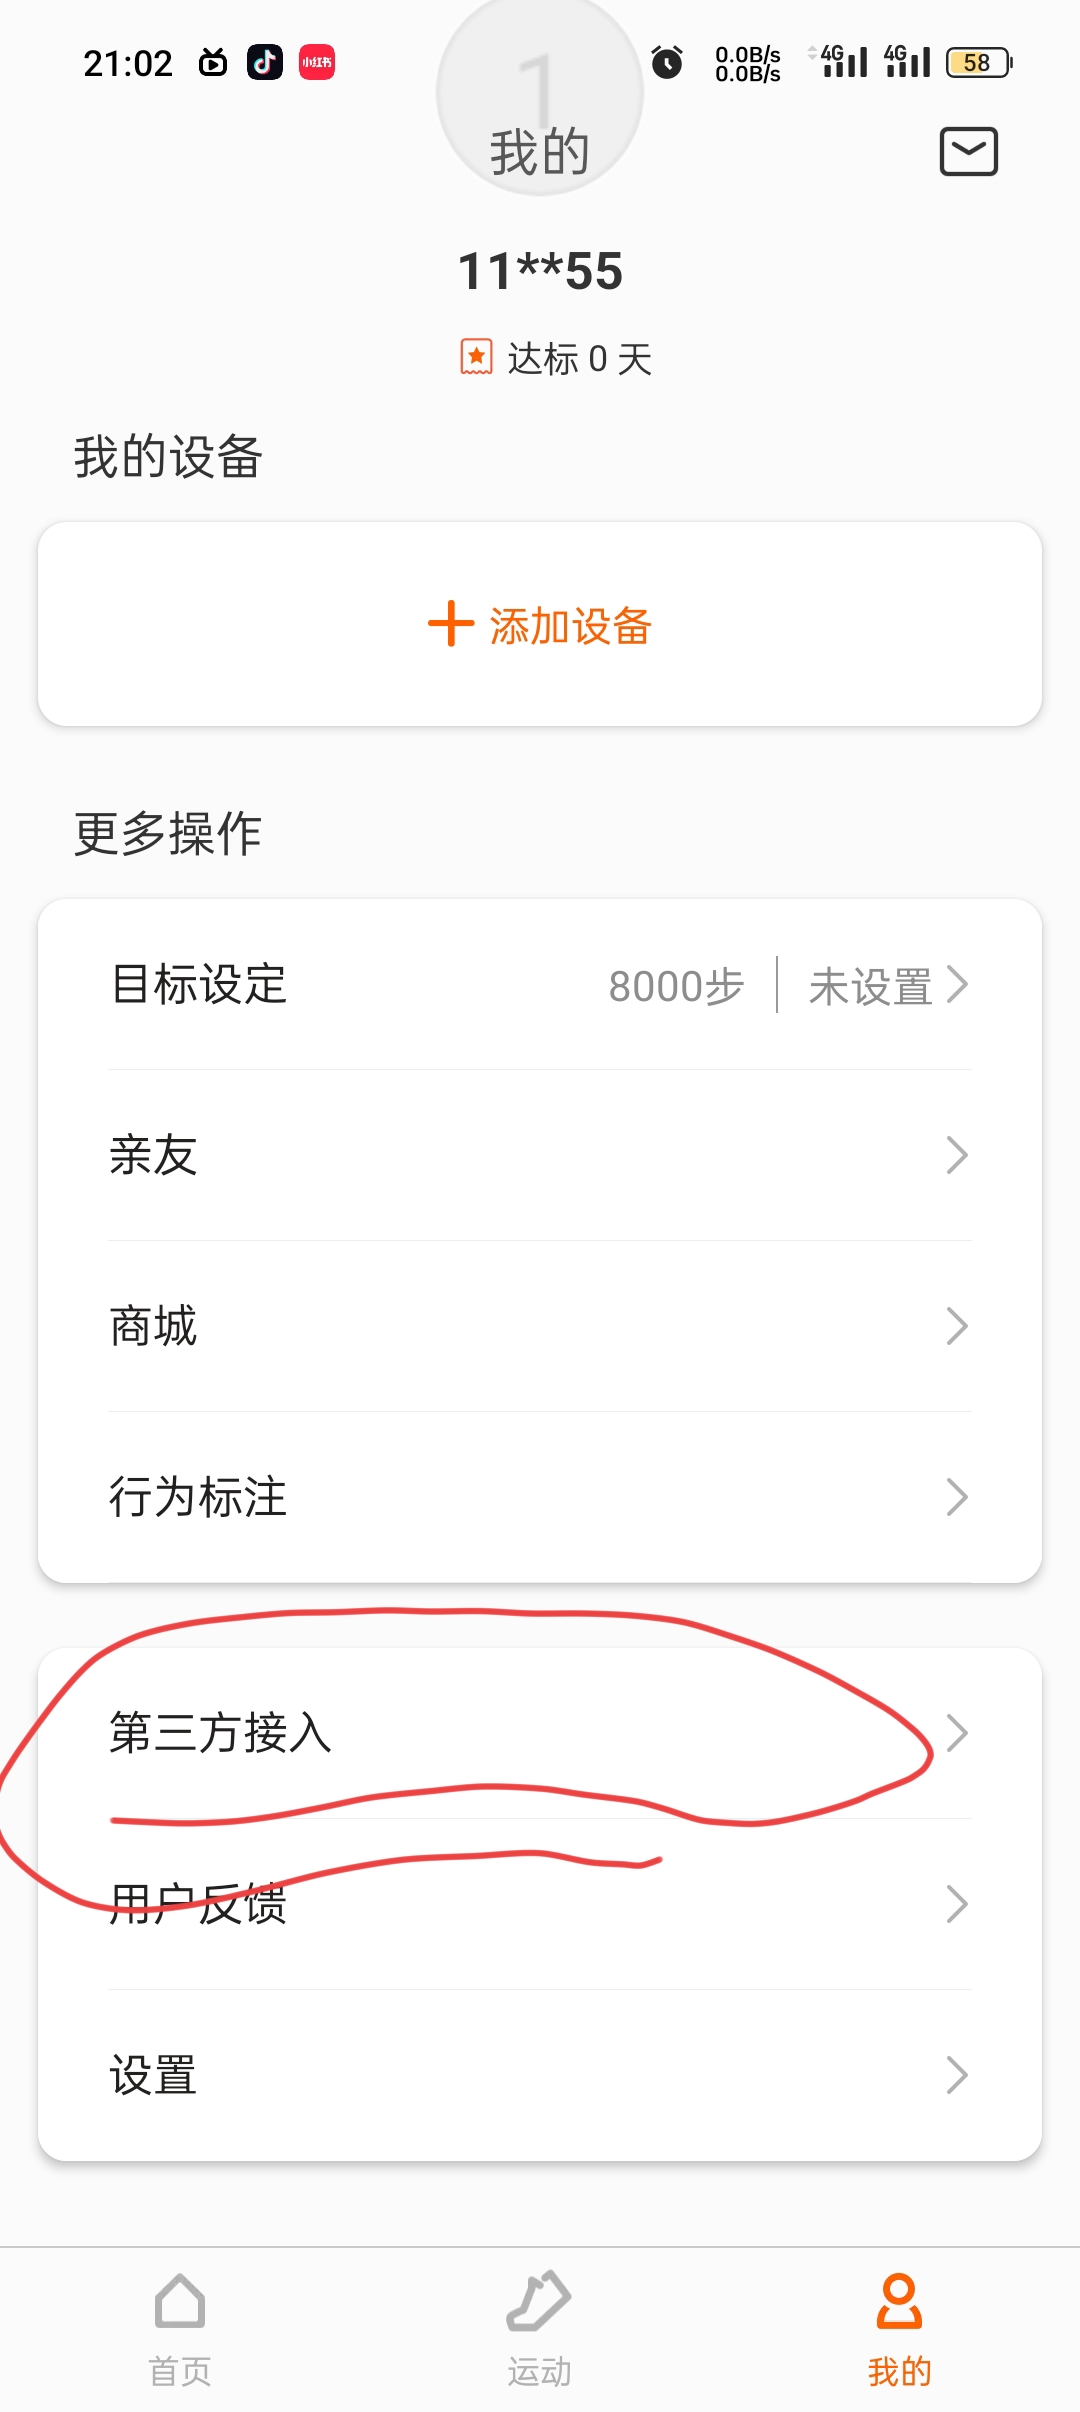 21:02 小红书 0.0B/s 4G 4G 58
0.0B/s
1
我的
11**55
达标 0 天
我的设备
添加设备
更多操作
目标设定 8000步 未设置
亲友
商城
行为标注
第三方接入
用户反馈
设置
首页 运动 我的